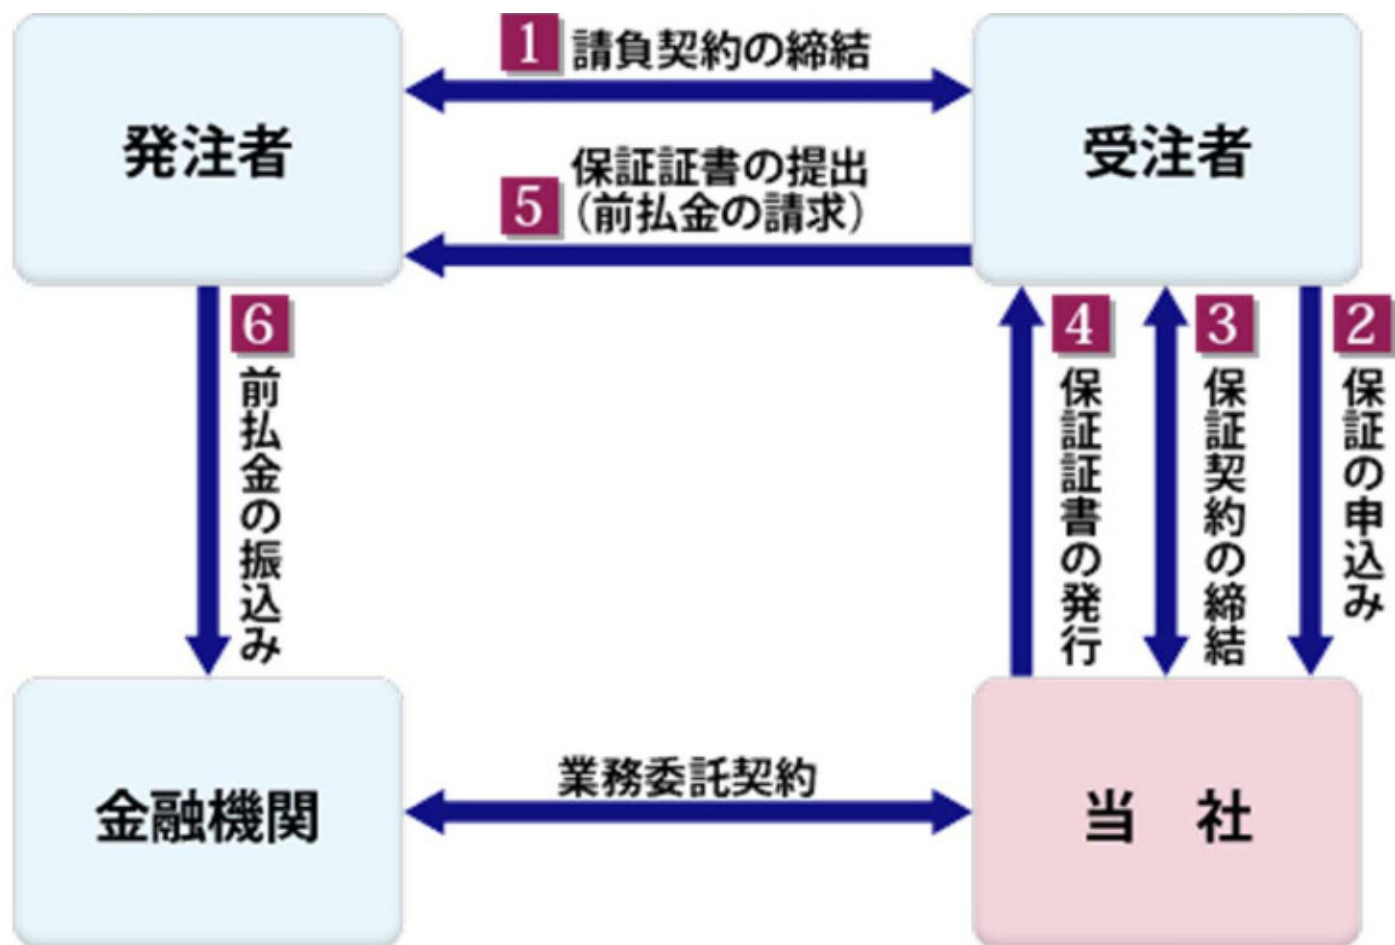 1 請負契約の締結
発注者
受注者
5 保証証書の提出
(前払金の請求)
6 前払金の振込み
4 保証証書の発行
3 保証契約の締結
2 保証の申込み
業務委託契約
金融機関
当　社